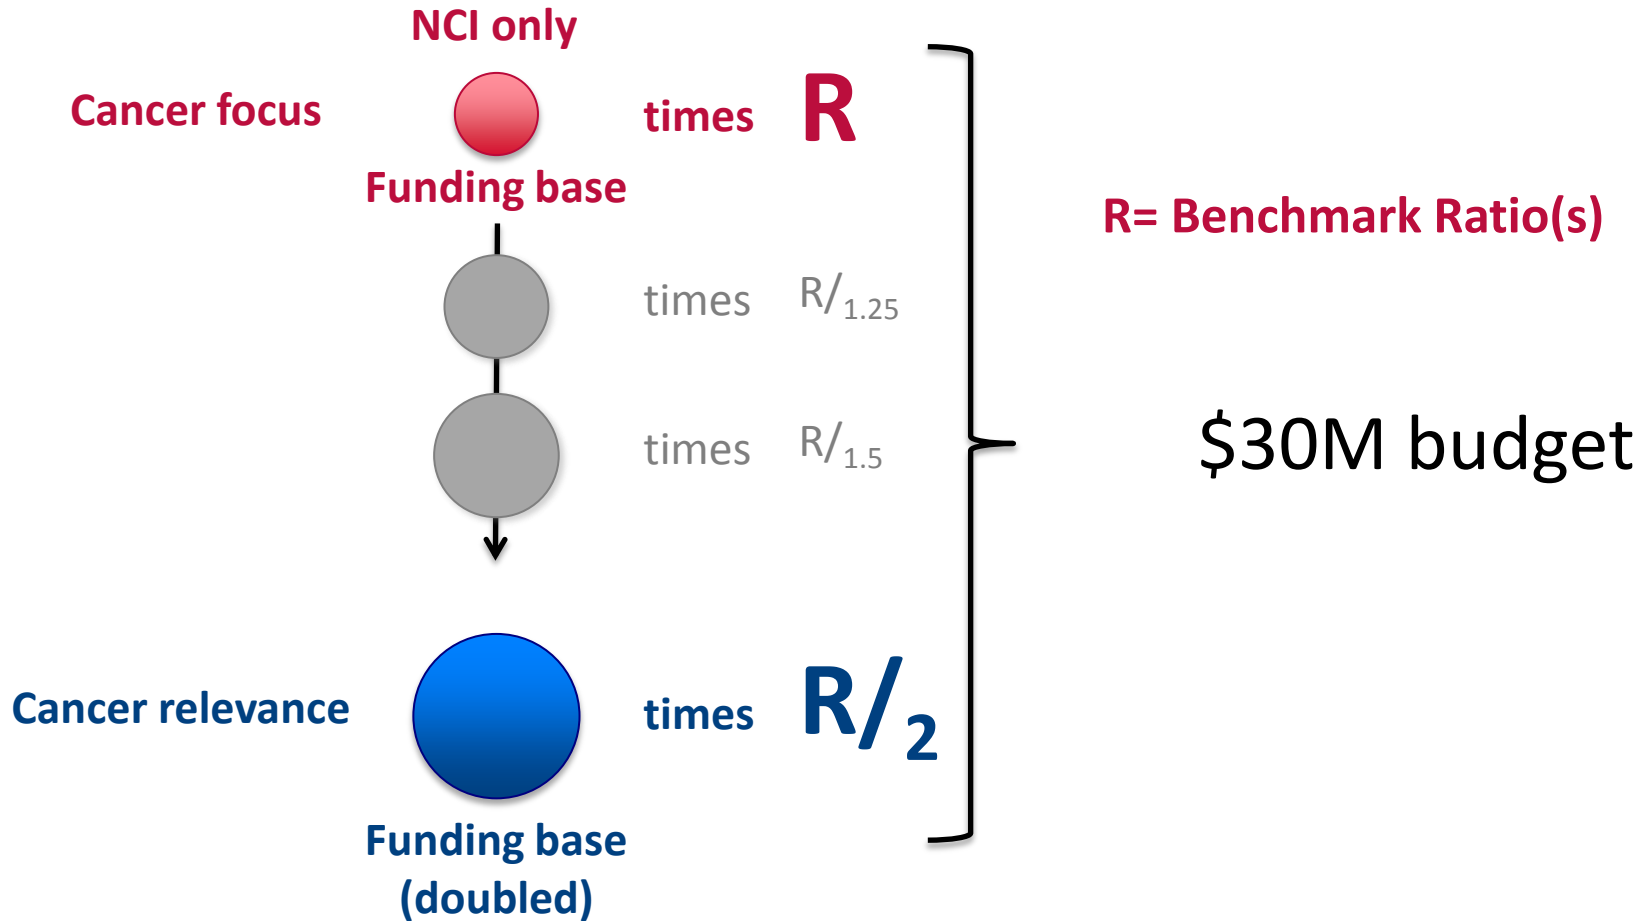 NCI only
Cancer focus
times R
Funding base
R= Benchmark Ratio(s)
times R/1.25
times R/1.5
$30M budget
Cancer relevance
times R/2
Funding base
(doubled)